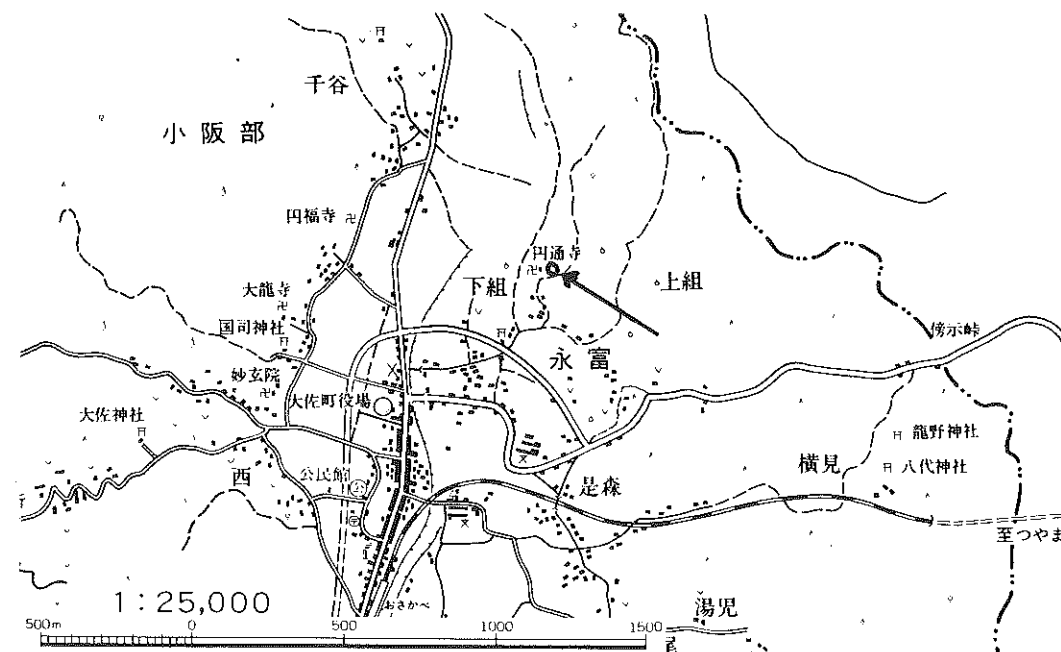 千谷
小阪部
円福寺
円通寺
大龍寺
下組
上組
国司神社
傍示峠
永富
妙玄院
大佐町役場
大佐神社
龍野神社
横見
八代神社
西
公民館
公
是森
至つやま
1:25,000
おさかべ
湯児
500m 0 500 1000 1500